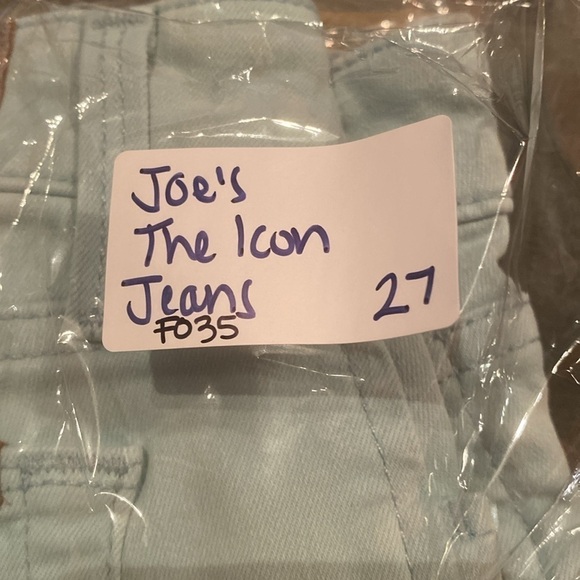 Joe's
The Icon
Jeans 27
F035